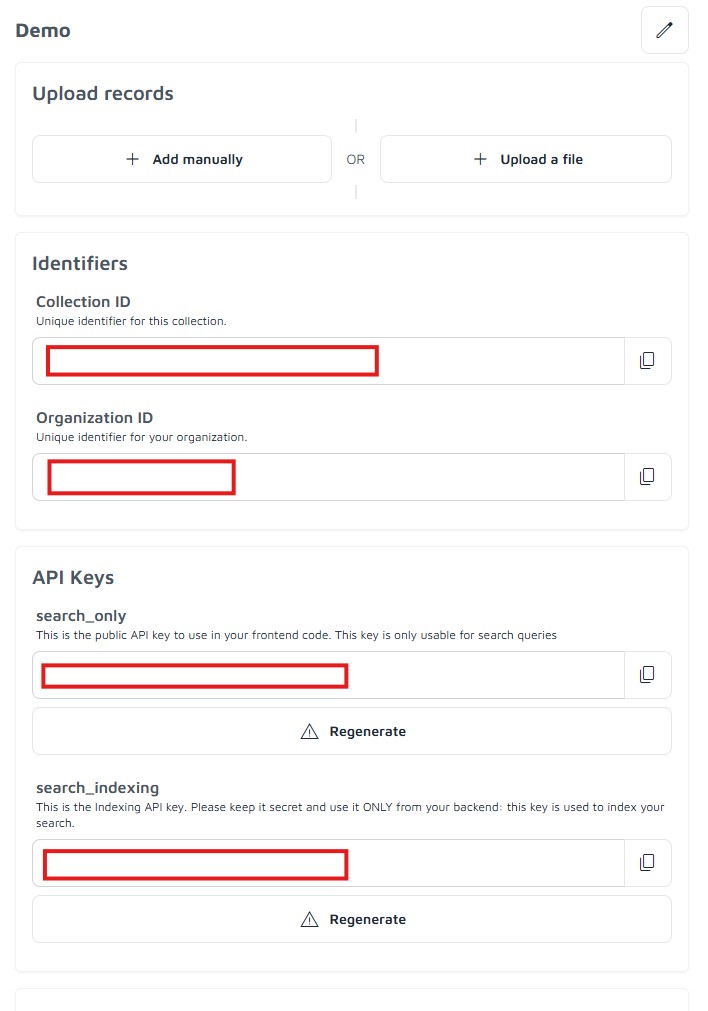 Demo
Upload records
Add manually
OR
Upload a file
Identifiers
Collection ID
Unique identifier for this collection.
Organization ID
Unique identifier for your organization.
API Keys
search_only
This is the public API key to use in your frontend code. This key is only usable for search queries
Regenerate
search_indexing
This is the Indexing API key. Please keep it secret and use it ONLY from your backend: this key is used to index your
search.
Regenerate